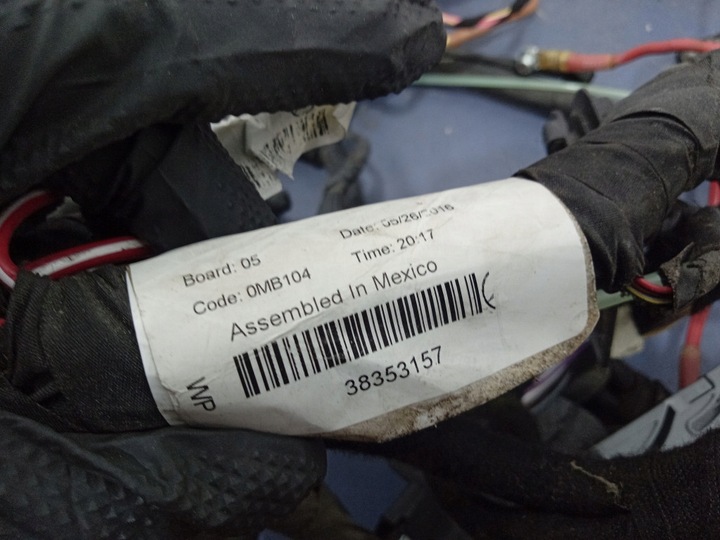 Board: 05
Date: 05/26/2016
Code: 0MB104
Time: 20:17
Assembled In Mexico
38353157
WP